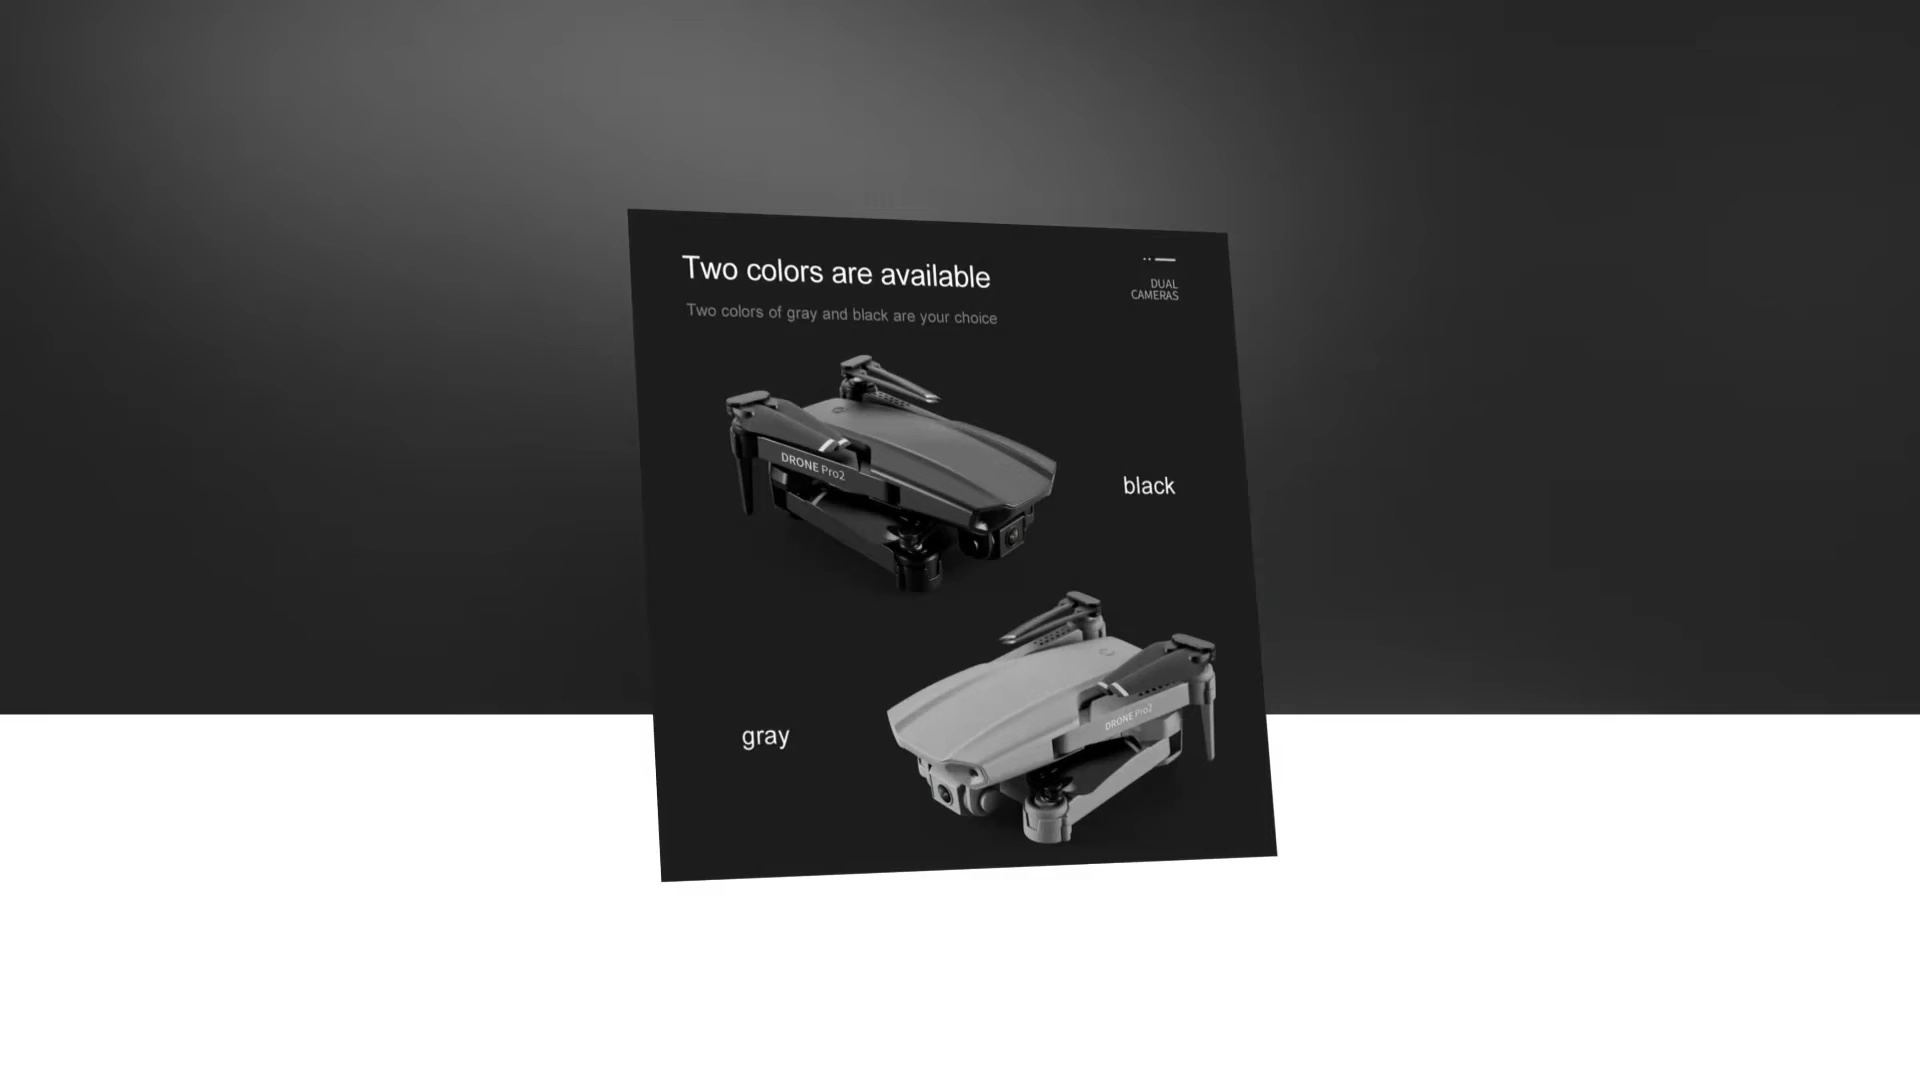 Two colors are available
DUAL
CAMERAS
Two colors of gray and black are your choice
DRONE Pro2
black
DRONE Pro2
gray